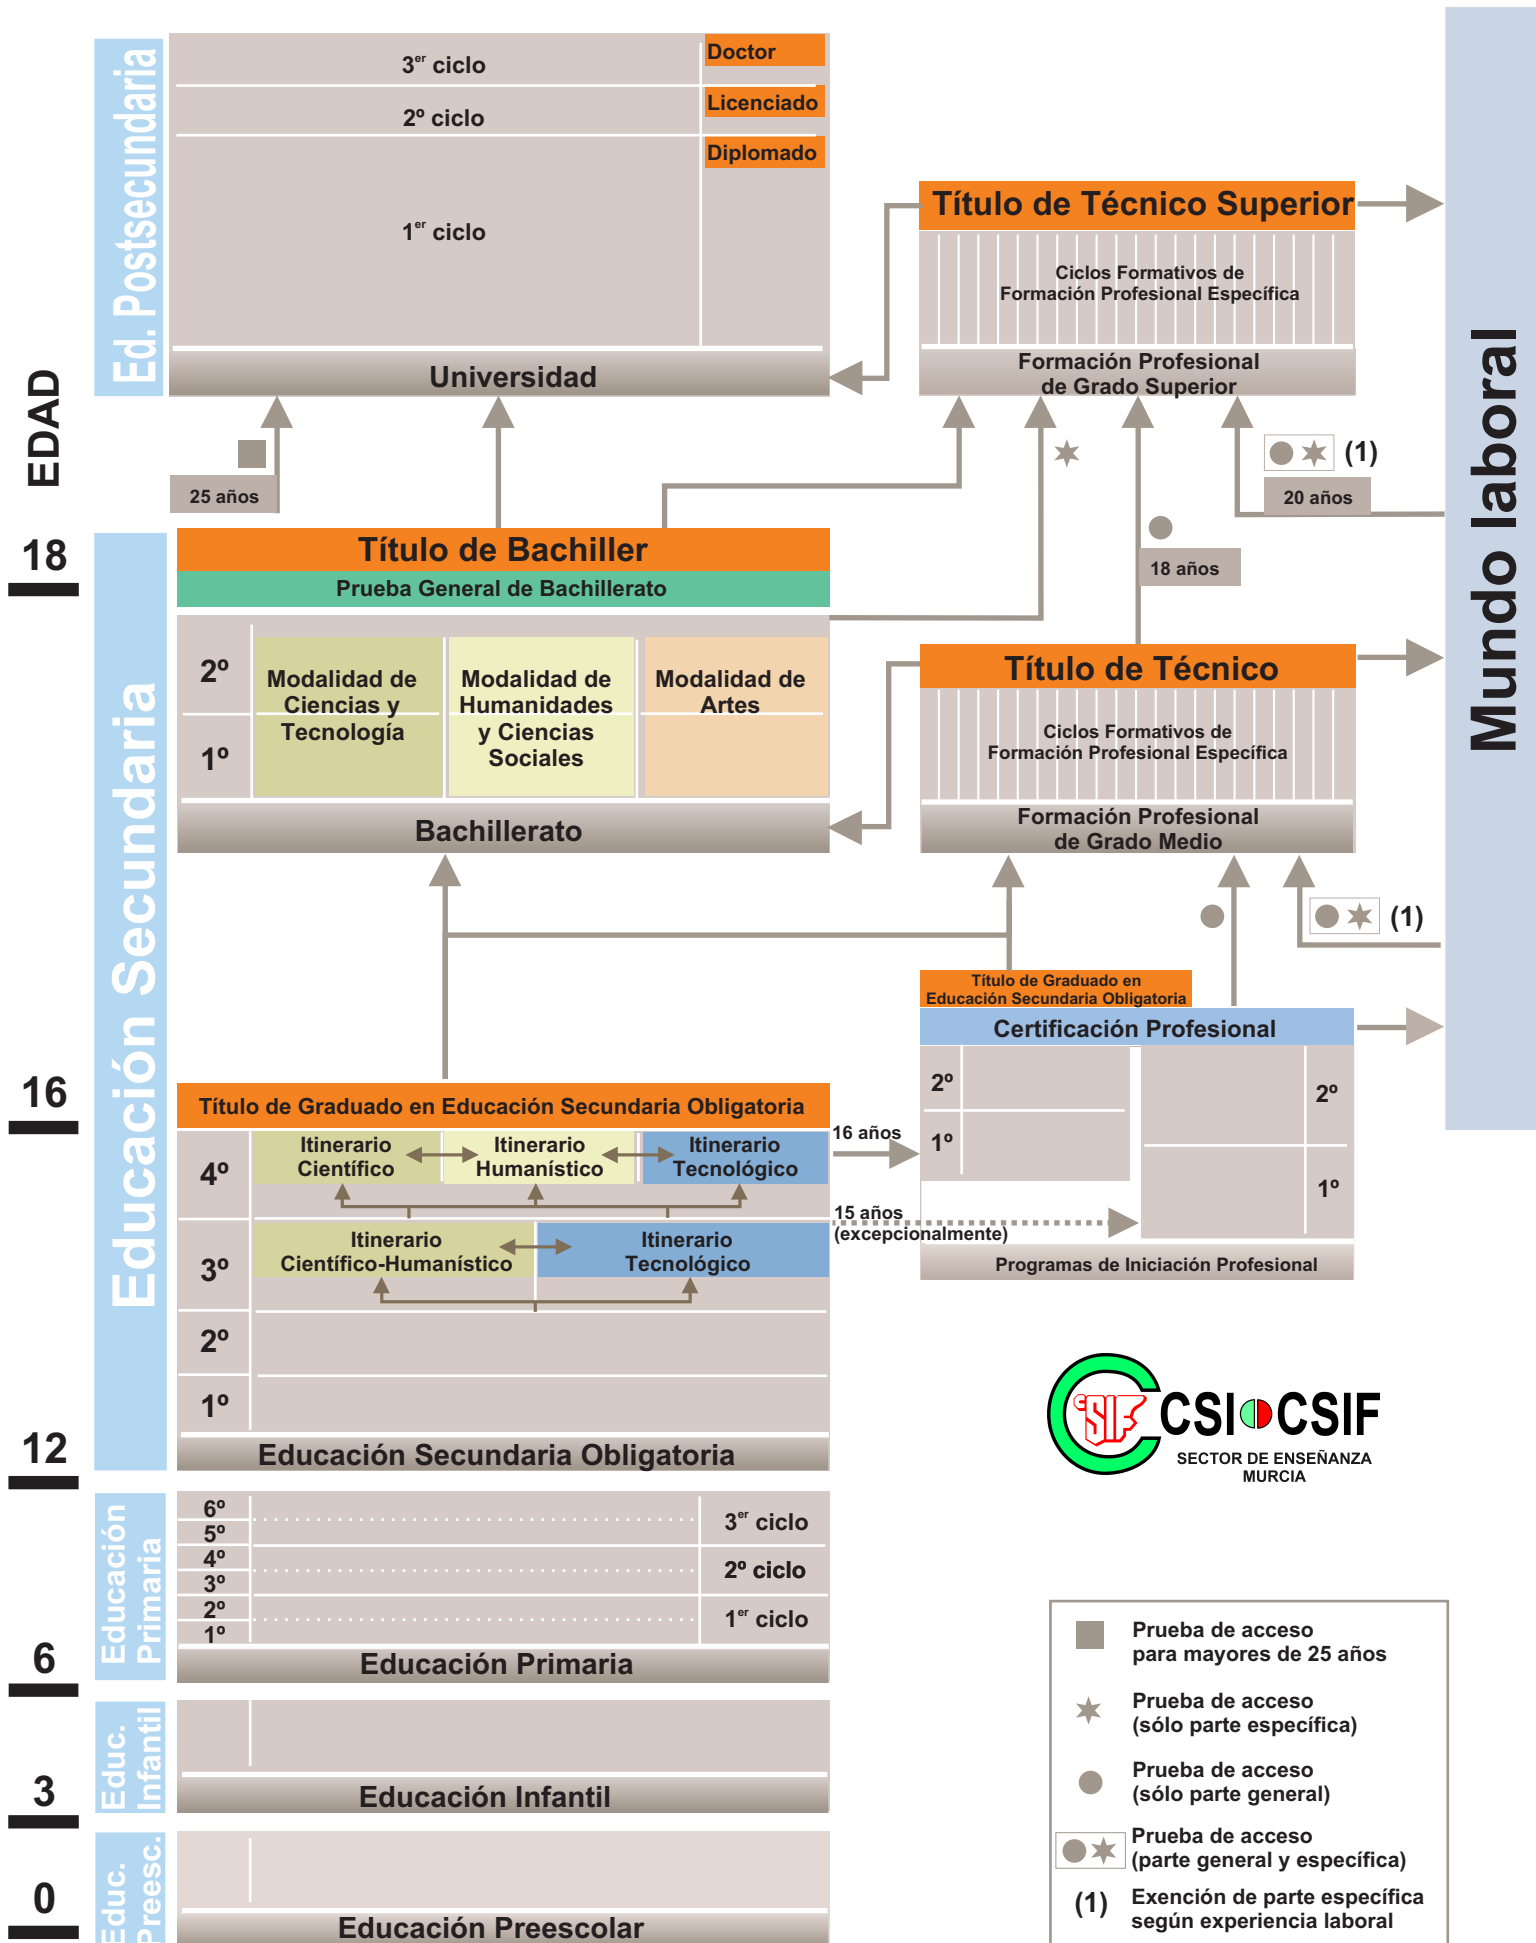 EDAD
18
16
12
6
3
0
Ed. Postsecundaria
3er ciclo
2º ciclo
1er ciclo
Doctor
Licenciado
Diplomado
Universidad
Título de Técnico Superior
Ciclos Formativos de
Formación Profesional Específica
Formación Profesional
de Grado Superior
Mundo laboral
25 años
(1)
20 años
18 años
Educación Secundaria
Título de Bachiller
Prueba General de Bachillerato
2º
1º
Modalidad de
Ciencias y
Tecnología
Modalidad de
Humanidades
y Ciencias
Sociales
Modalidad de
Artes
Bachillerato
Título de Técnico
Ciclos Formativos de
Formación Profesional Específica
Formación Profesional
de Grado Medio
(1)
Título de Graduado en
Educación Secundaria Obligatoria
Certificación Profesional
2º
1º
2º
1º
Programas de Iniciación Profesional
Título de Graduado en Educación Secundaria Obligatoria
4º
Itinerario
Científico
Itinerario
Humanístico
Itinerario
Tecnológico
16 años
15 años
(excepcionalmente)
3º
Itinerario
Científico-Humanístico
Itinerario
Tecnológico
2º
1º
Educación Secundaria Obligatoria
CSIF
CSI CSIF
SECTOR DE ENSEÑANZA
MURCIA
Educación
Primaria
6º
5º
4º
3º
2º
1º
3er ciclo
2º ciclo
1er ciclo
Educación Primaria
Educ.
Infantil
Educación Infantil
Educ.
Preesc.
Educación Preescolar
Prueba de acceso
para mayores de 25 años
Prueba de acceso
(sólo parte específica)
Prueba de acceso
(sólo parte general)
Prueba de acceso
(parte general y específica)
(1) Exención de parte específica
según experiencia laboral